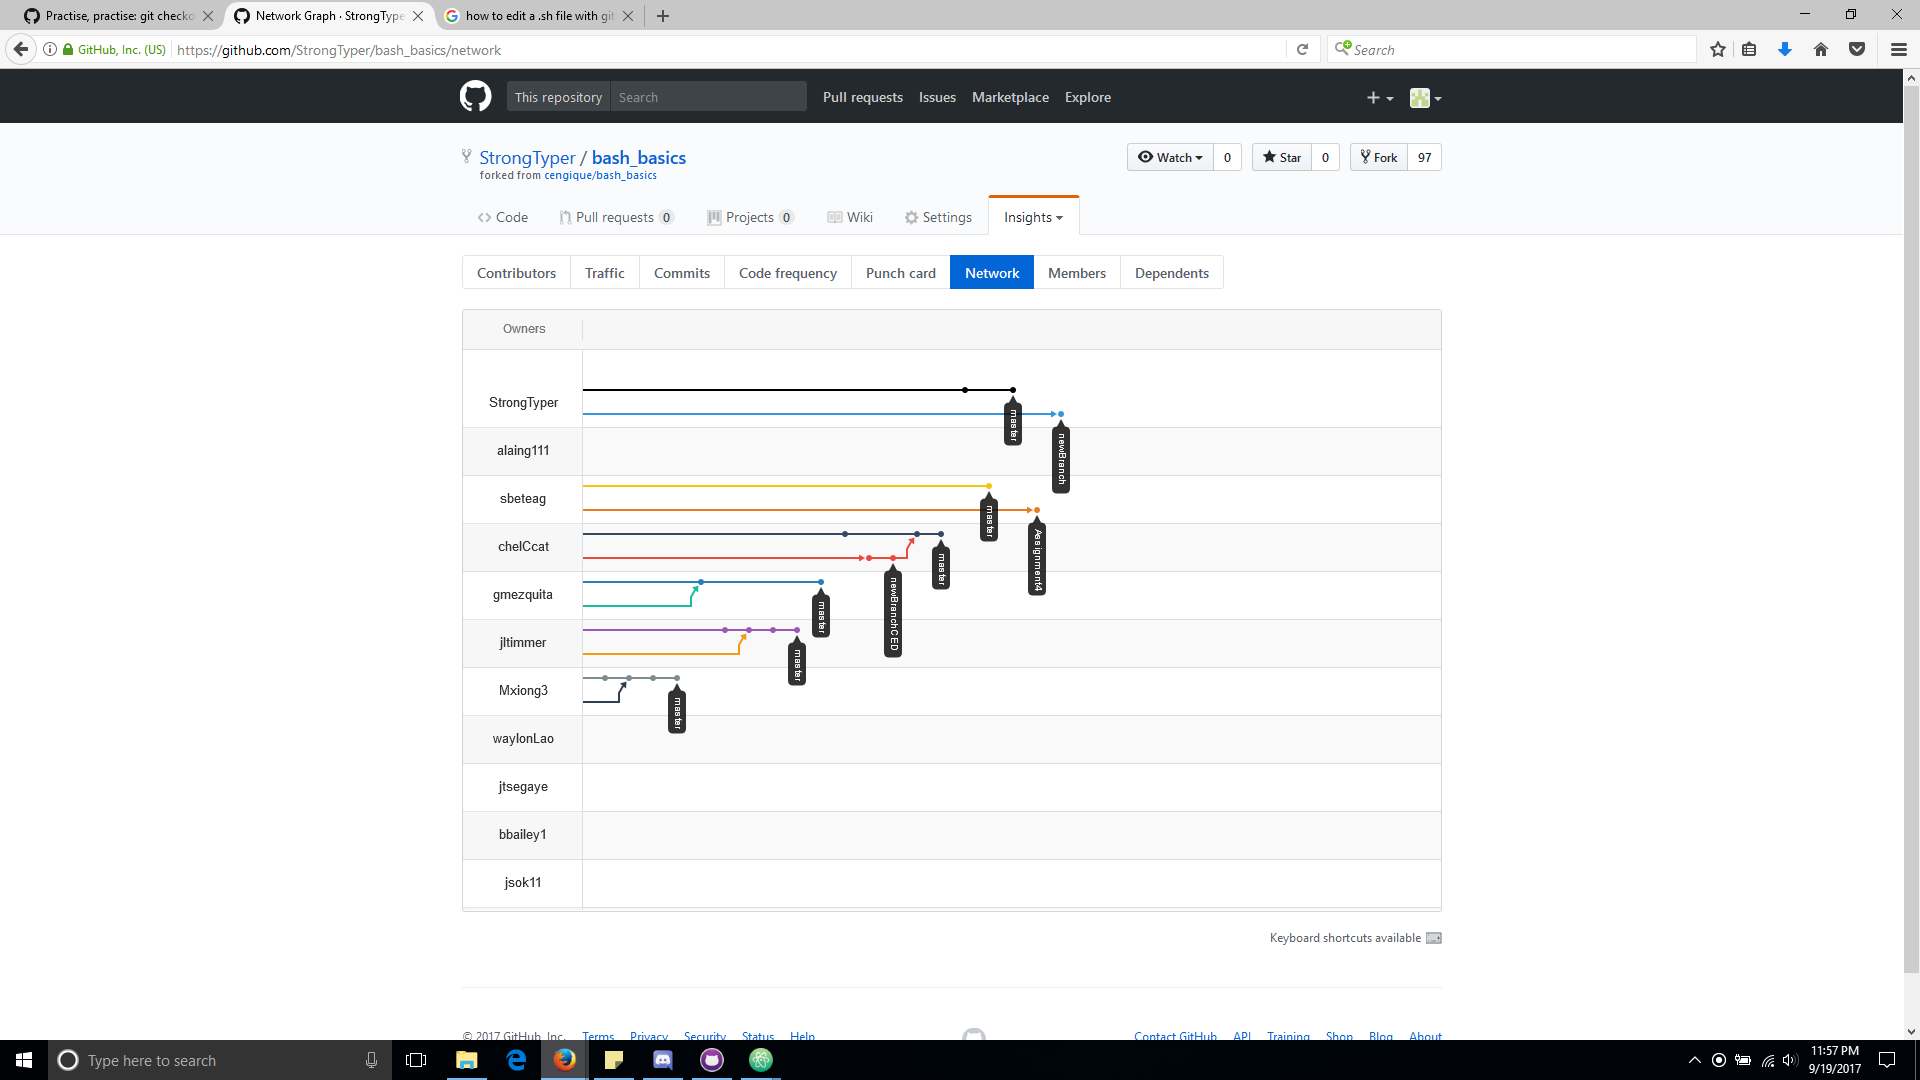 Practise, practise: git checko
Network Graph · StrongType
how to edit a .sh file with git
GitHub, Inc. (US)
https://github.com/StrongTyper/bash_basics/network
Search
This repository
Search
Pull requests
Issues
Marketplace
Explore
StrongTyper / bash_basics
forked from cengique/bash_basics
Watch
0
Star
0
Fork
97
Code
Pull requests 0
Projects 0
Wiki
Settings
Insights
Contributors
Traffic
Commits
Code frequency
Punch card
Network
Members
Dependents
Owners
StrongTyper
master
newBranch
alaing111
sbeteag
master
Assignment4
chelCcat
master
newBranchCED
gmezquita
master
jltimmer
master
Mxiong3
master
waylonLao
jtsegaye
bbailey1
jsok11
Keyboard shortcuts available
© 2017 GitHub, Inc.
Terms
Privacy
Security
Status
Help
Contact GitHub
API
Training
Shop
Blog
About
Type here to search
11:57 PM
9/19/2017